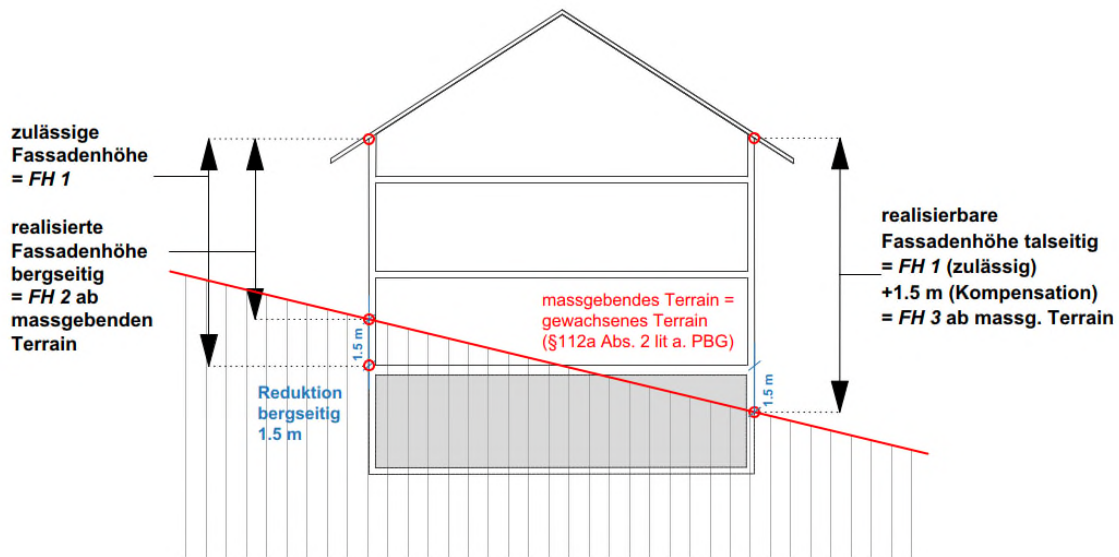 zulässige
Fassadenhöhe
= FH 1
realisierte
Fassadenhöhe
bergseitig
= FH 2 ab
massgebenden
Terrain
1.5 m
Reduktion
bergseitig
1.5 m
massgebendes Terrain =
gewachsenes Terrain
(§112a Abs. 2 lit a. PBG)
1.5 m
realisierbare
Fassadenhöhe talseitig
= FH 1 (zulässig)
+1.5 m (Kompensation)
= FH 3 ab massg. Terrain